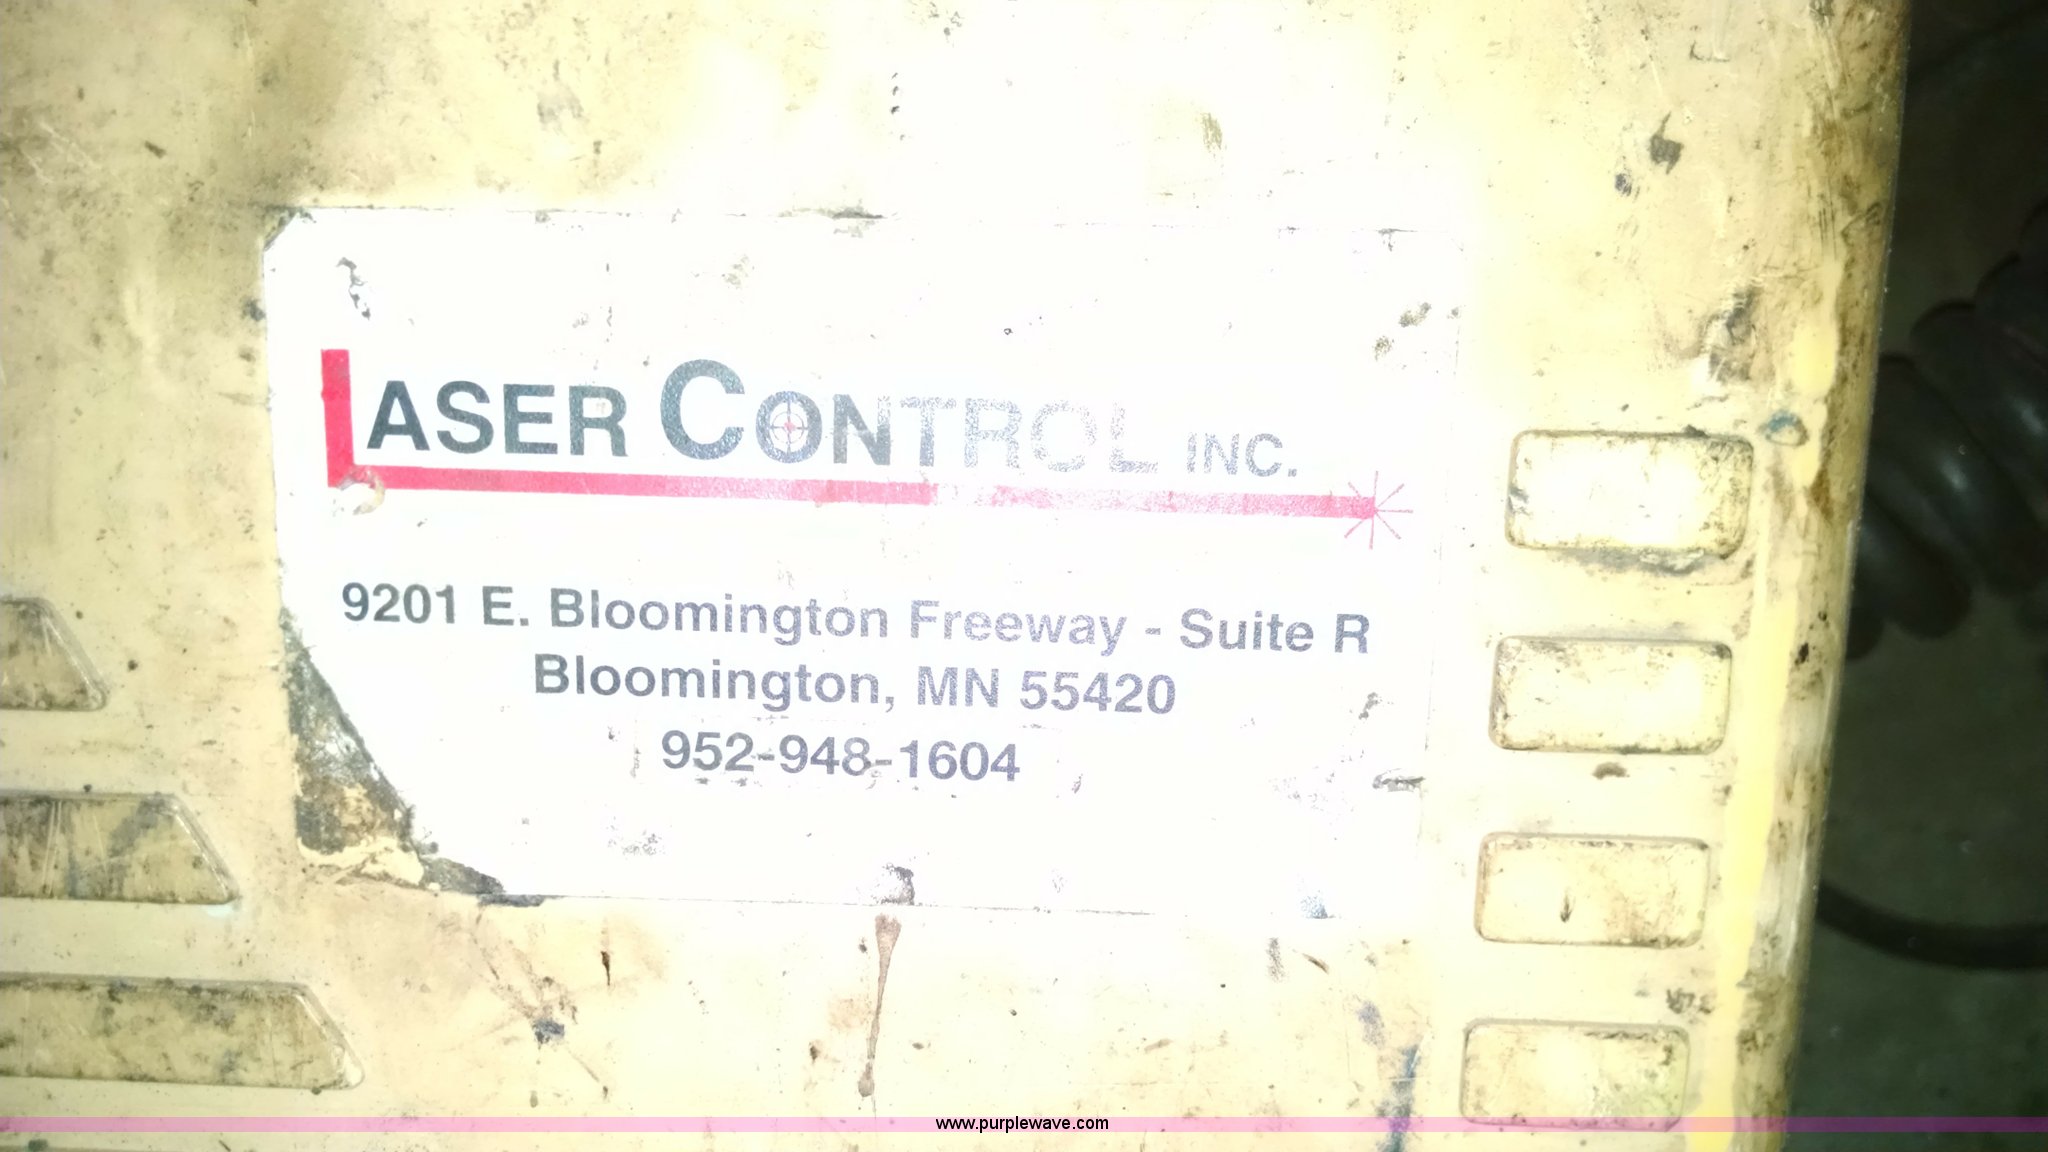 LASER CONTROL INC.
9201 E. Bloomington Freeway - Suite R
Bloomington, MN 55420
952-948-1604
www.purplewave.com